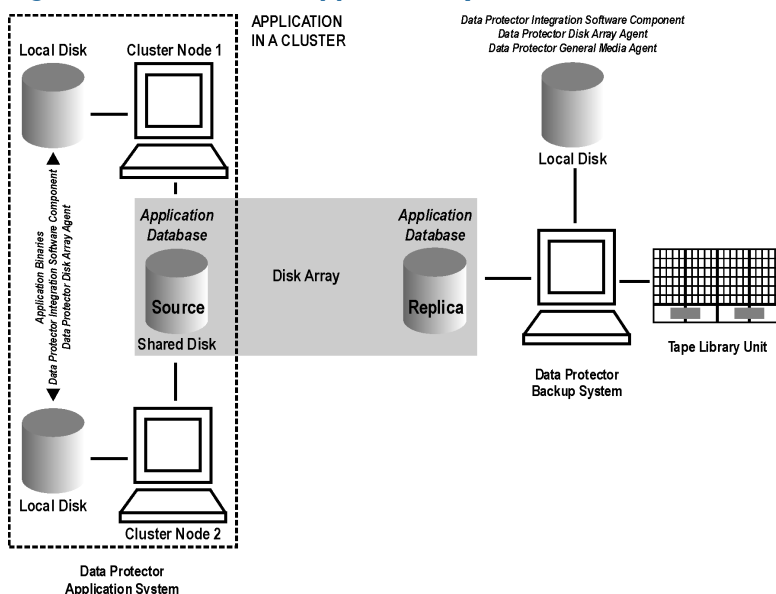 APPLICATION
IN A CLUSTER
Local Disk
Cluster Node 1
Application Binaries
Data Protector Integration Software Component
Data Protector Disk Array Agent
Application
Database
Source
Shared Disk
Disk Array
Application
Database
Replica
Local Disk
Cluster Node 2
Data Protector
Application System
Data Protector Integration Software Component
Data Protector Disk Array Agent
Data Protector General Media Agent
Local Disk
Data Protector
Backup System
Tape Library Unit